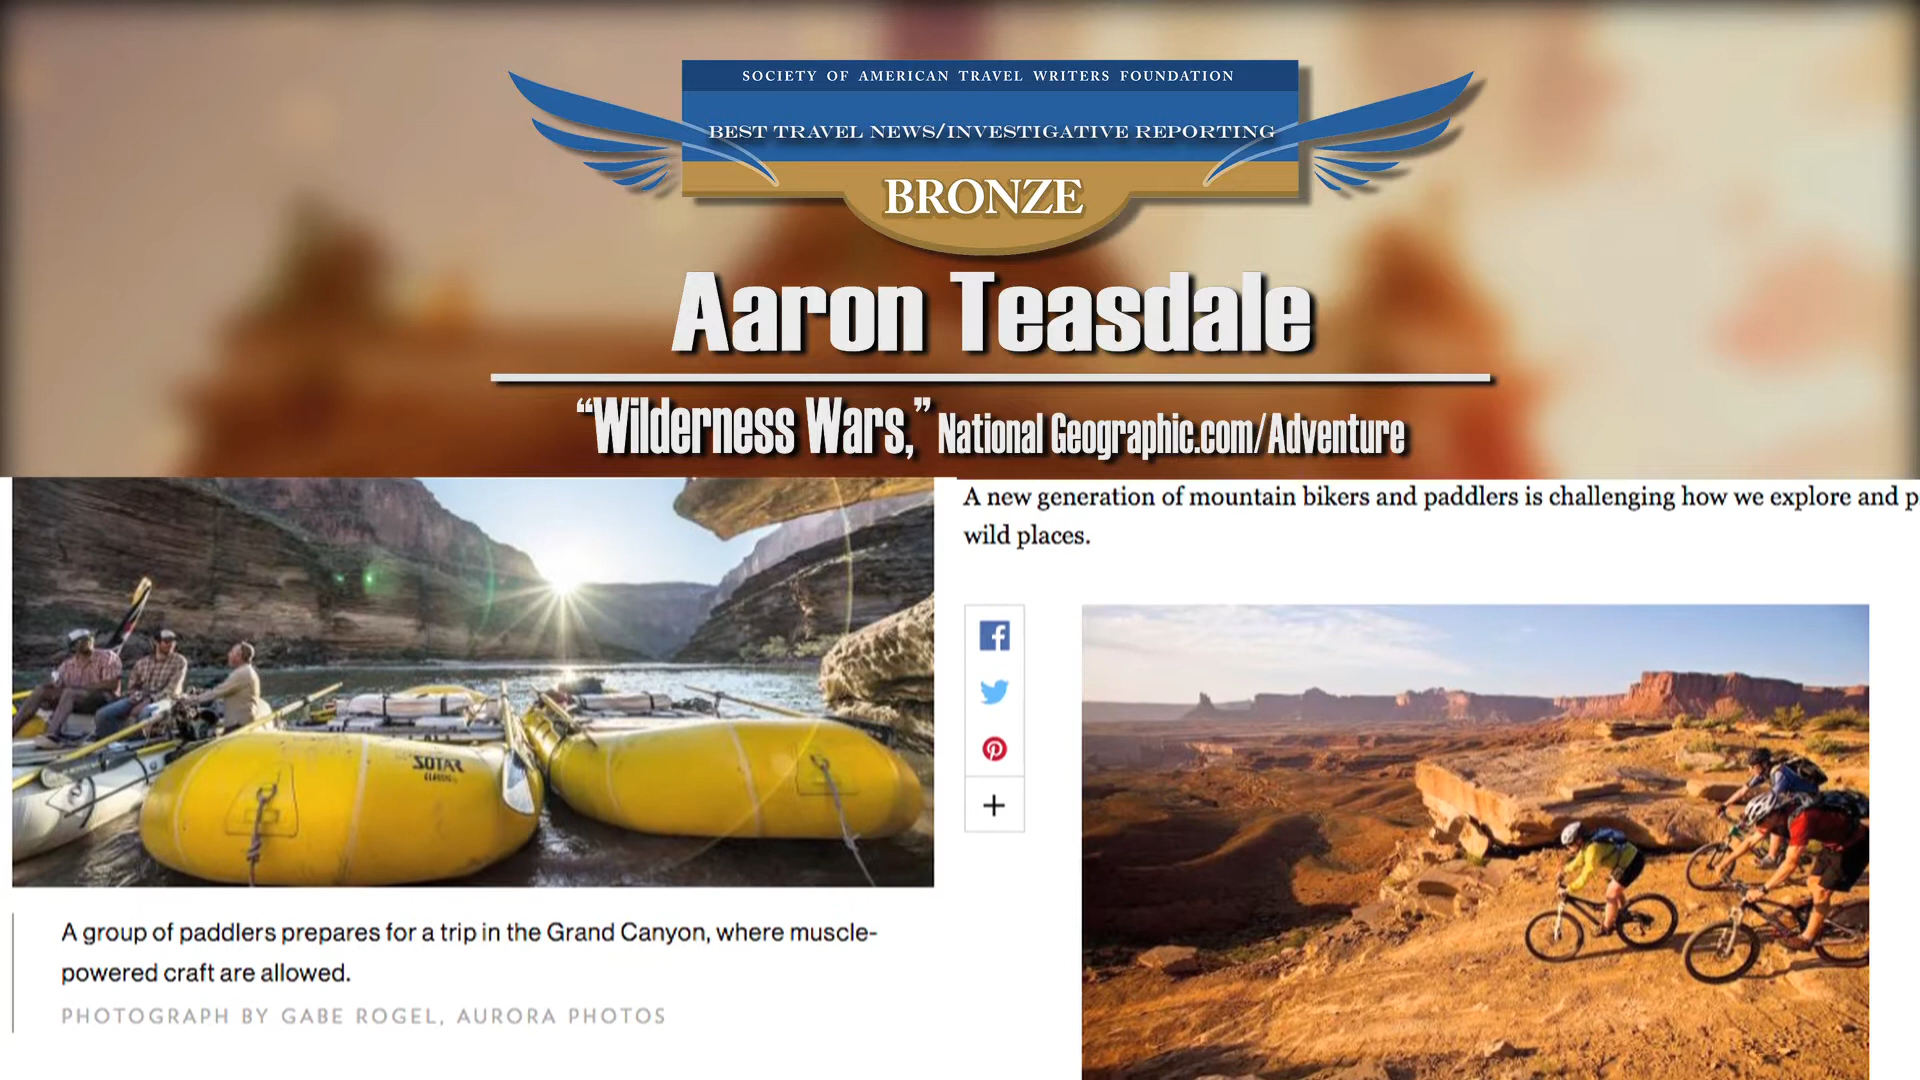 SOCIETY OF AMERICAN TRAVEL WRITERS FOUNDATION
BEST TRAVEL NEWS/INVESTIGATIVE REPORTING
BRONZE
Aaron Teasdale
“Wilderness Wars,” National Geographic.com/Adventure
SOTAR
A group of paddlers prepares for a trip in the Grand Canyon, where muscle-
powered craft are allowed.
PHOTOGRAPH BY GABE ROGEL, AURORA PHOTOS
A new generation of mountain bikers and paddlers is challenging how we explore and p
wild places.